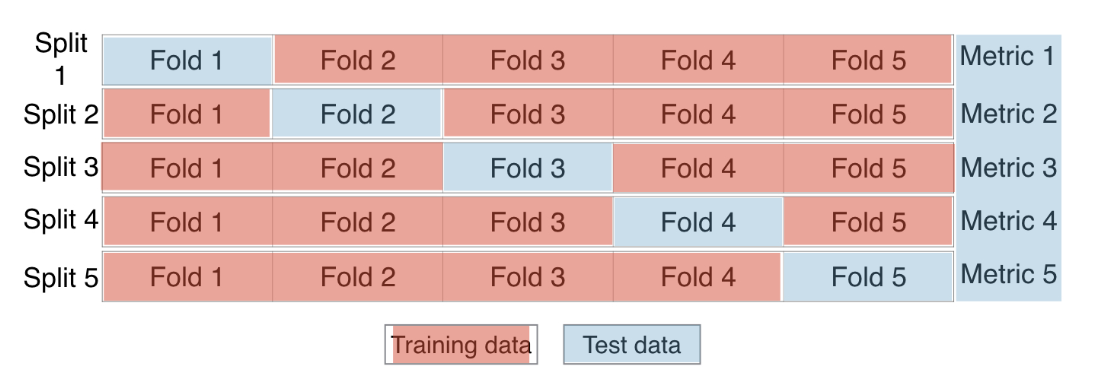 Split
1
Fold 1 Fold 2 Fold 3 Fold 4 Fold 5 Metric 1
Split 2 Fold 1 Fold 2 Fold 3 Fold 4 Fold 5 Metric 2
Split 3 Fold 1 Fold 2 Fold 3 Fold 4 Fold 5 Metric 3
Split 4 Fold 1 Fold 2 Fold 3 Fold 4 Fold 5 Metric 4
Split 5 Fold 1 Fold 2 Fold 3 Fold 4 Fold 5 Metric 5
Training data Test data